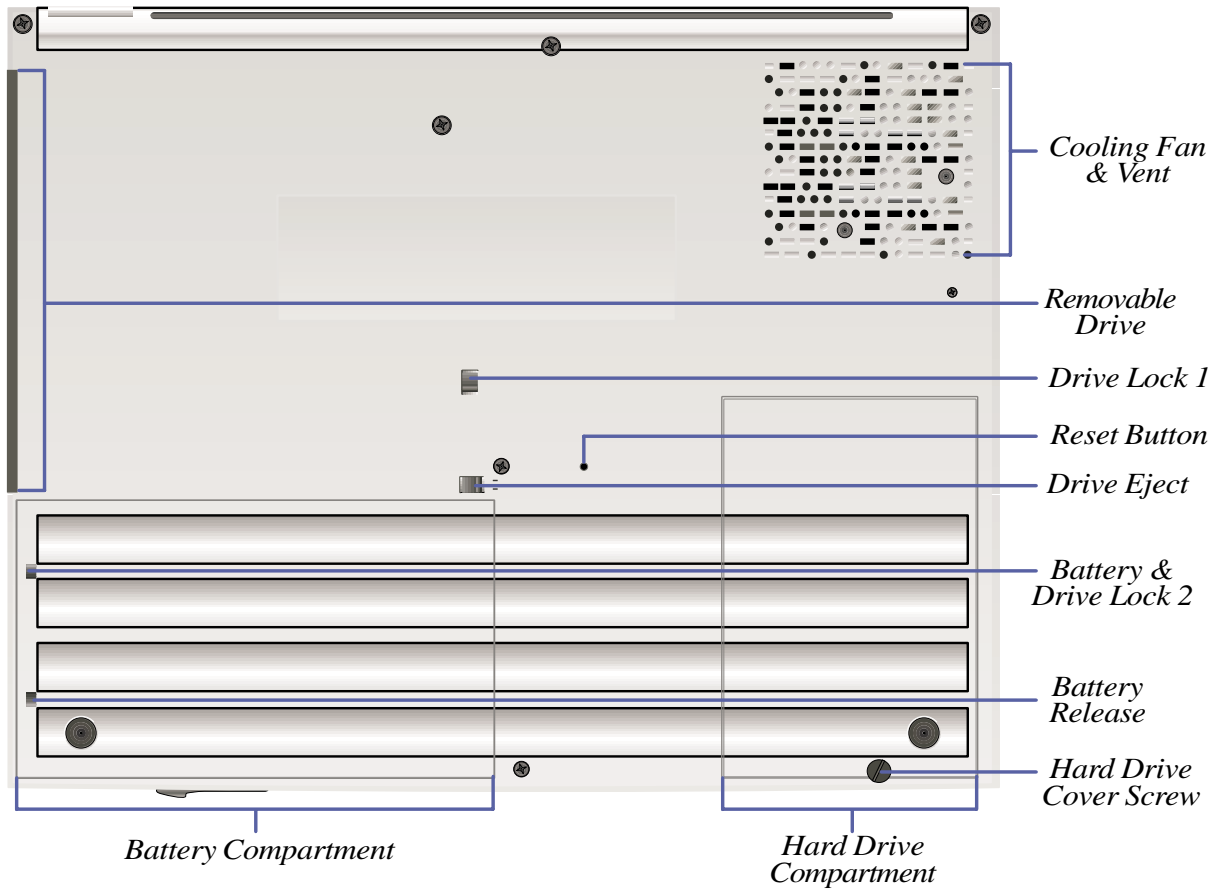 Cooling Fan
& Vent
Removable
Drive
Drive Lock 1
Reset Button
Drive Eject
Battery &
Drive Lock 2
Battery
Release
Hard Drive
Cover Screw
Battery Compartment
Hard Drive
Compartment